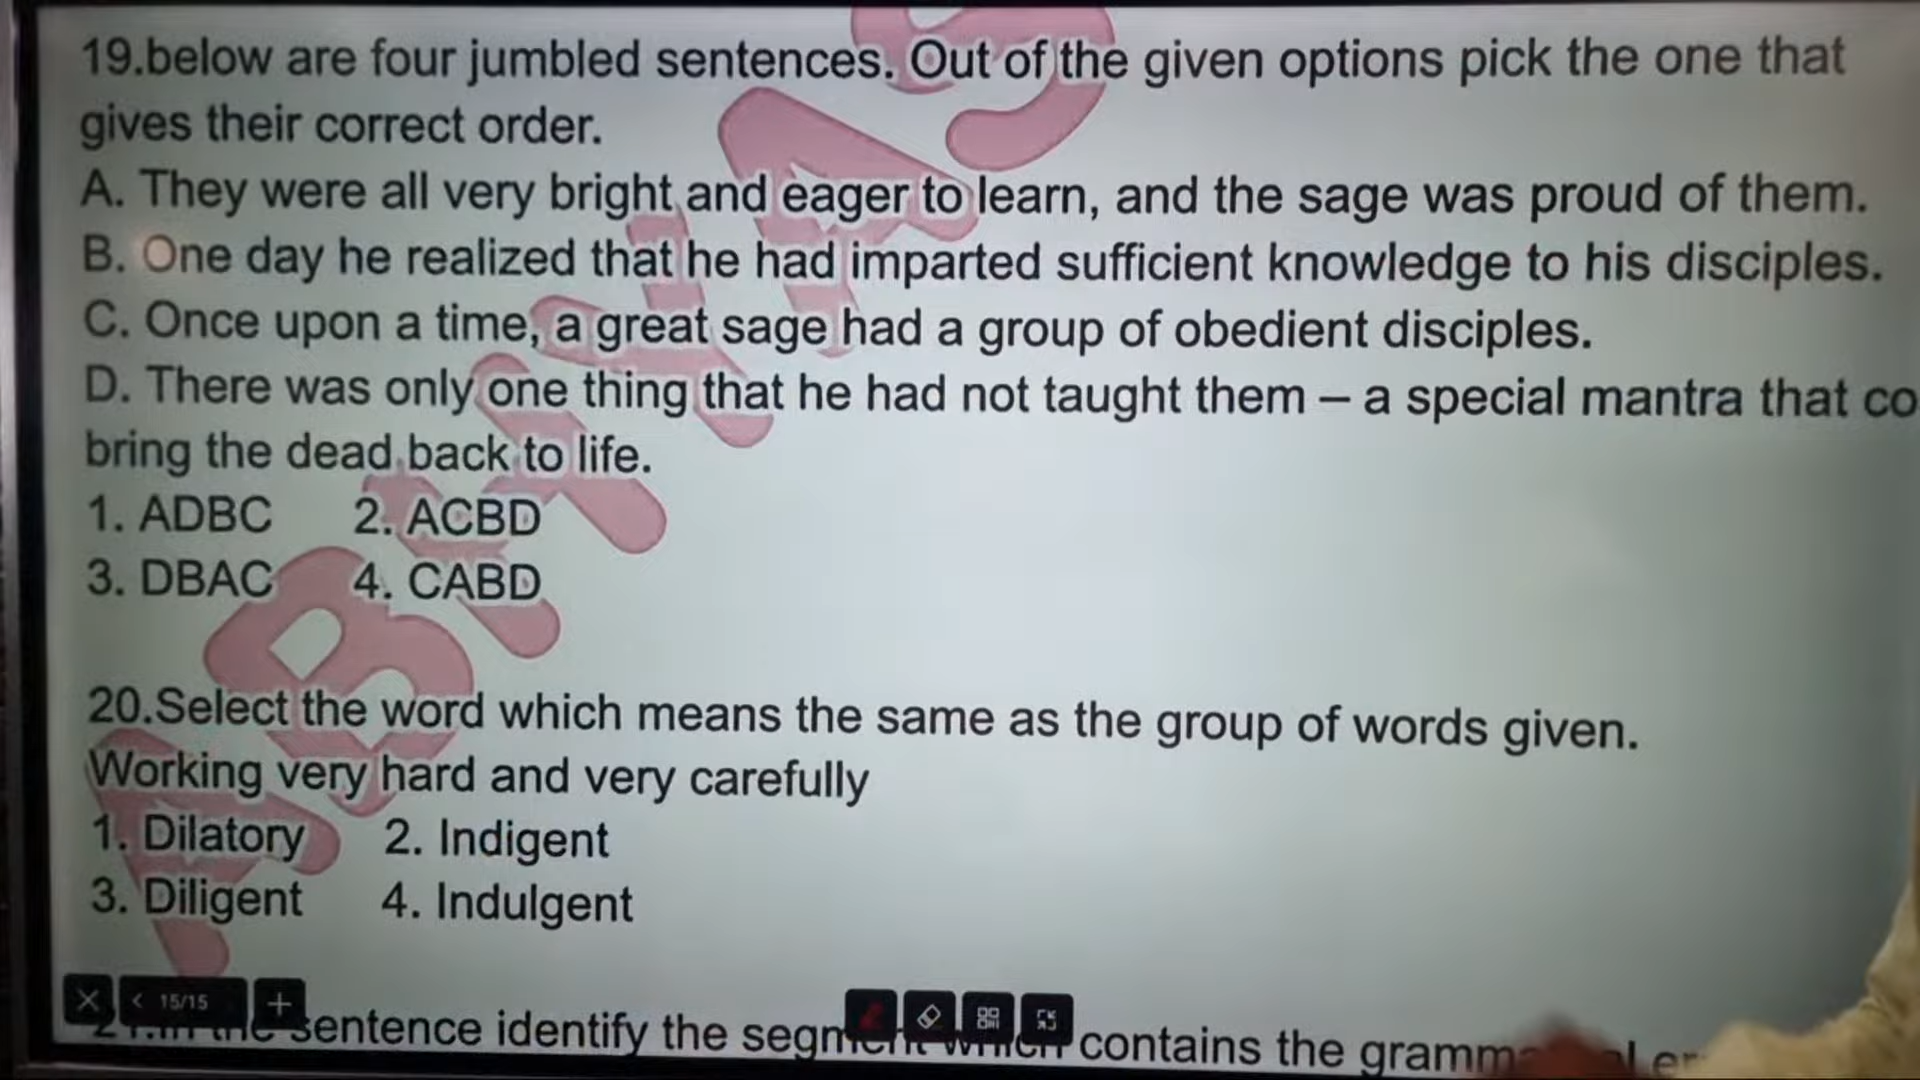 19.below are four jumbled sentences. Out of the given options pick the one that
gives their correct order.
A. They were all very bright and eager to learn, and the sage was proud of them.
B. One day he realized that he had imparted sufficient knowledge to his disciples.
C. Once upon a time, a great sage had a group of obedient disciples.
D. There was only one thing that he had not taught them – a special mantra that co
bring the dead back to life.
1. ADBC 2. ACBD
3. DBAC 4. CABD
20.Select the word which means the same as the group of words given.
Working very hard and very carefully
1. Dilatory 2. Indigent
3. Diligent 4. Indulgent
15/15
sentence identify the segment which contains the